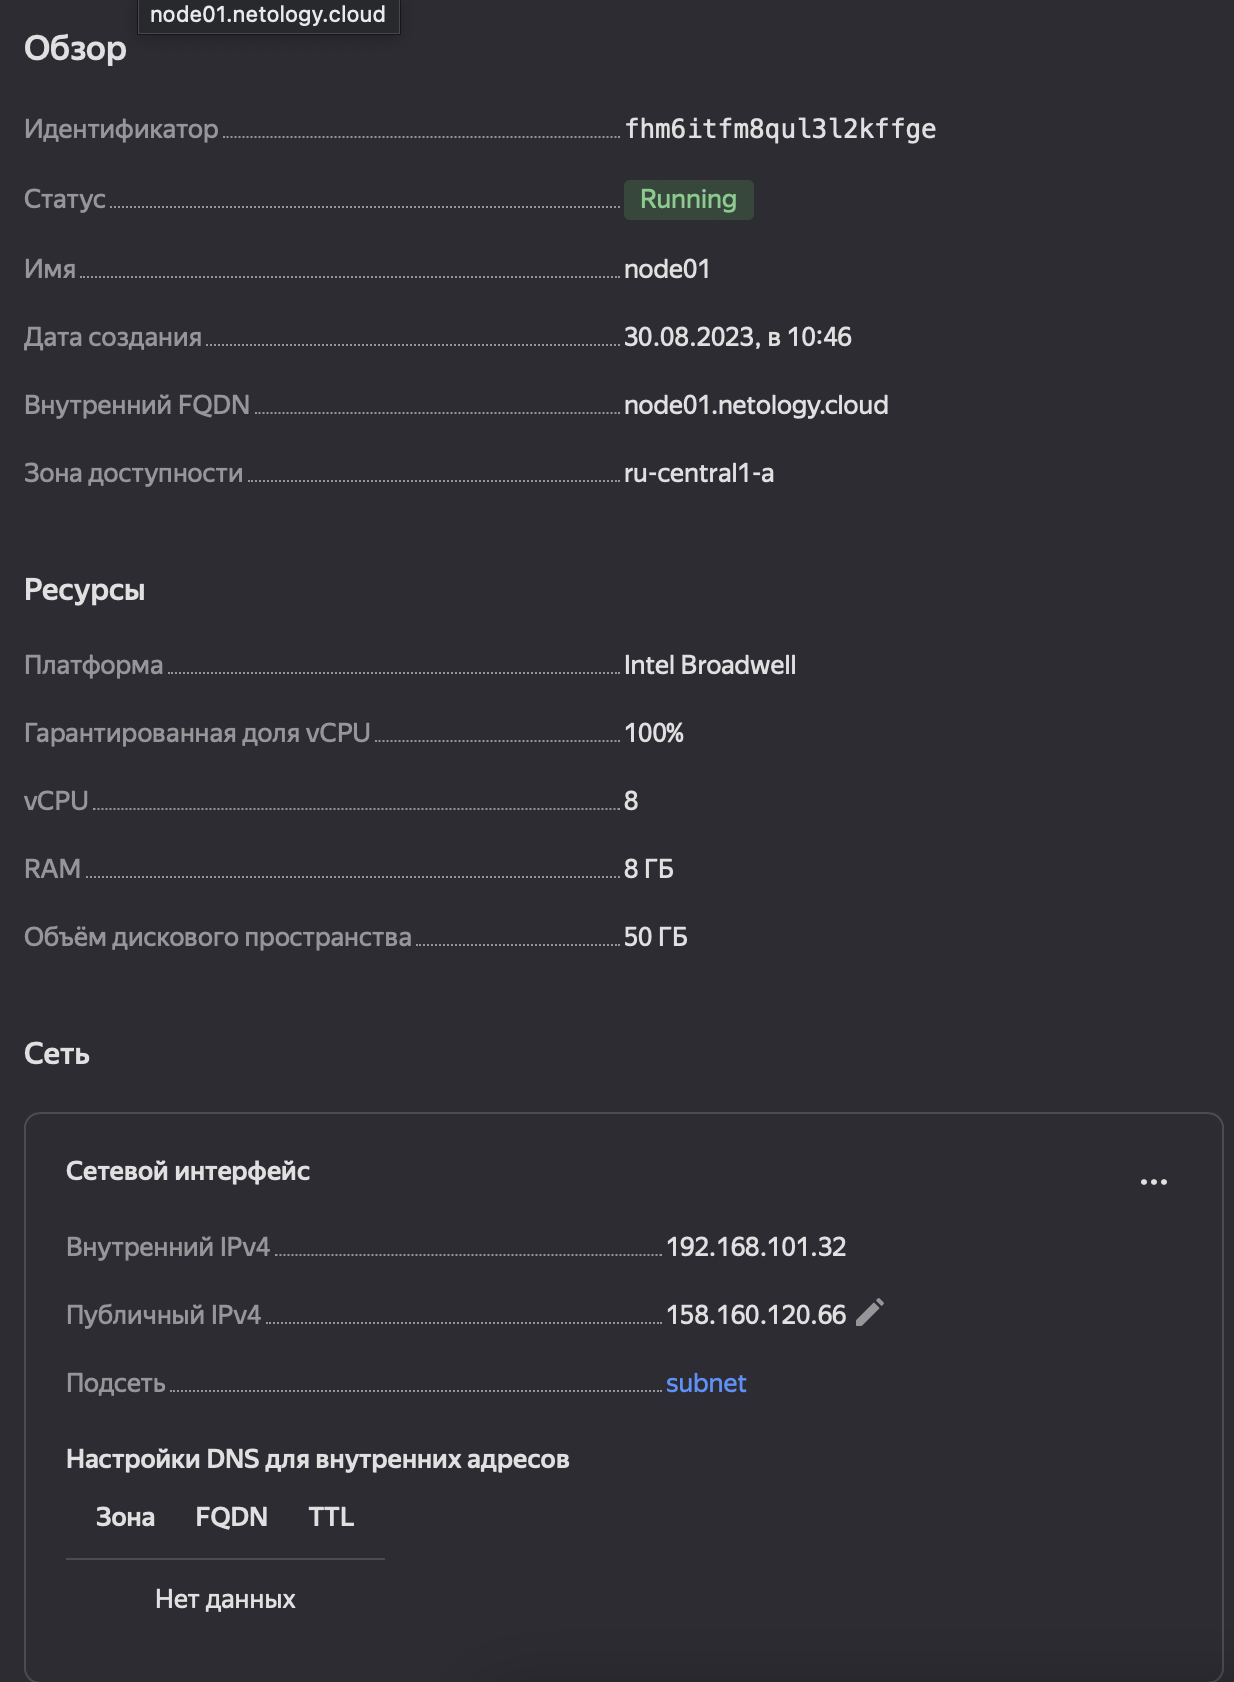 node01.netology.cloud
Обзор
Идентификатор fhm6itfm8qul3l2kffge
Статус Running
Имя node01
Дата создания 30.08.2023, в 10:46
Внутренний FQDN node01.netology.cloud
Зона доступности ru-central1-a
Ресурсы
Платформа Intel Broadwell
Гарантированная доля vCPU 100%
vCPU 8
RAM 8 ГБ
Объём дискового пространства 50 ГБ
Сеть
Сетевой интерфейс
Внутренний IPv4 192.168.101.32
Публичный IPv4 158.160.120.66
Подсеть subnet
Настройки DNS для внутренних адресов
Зона FQDN TTL
Нет данных